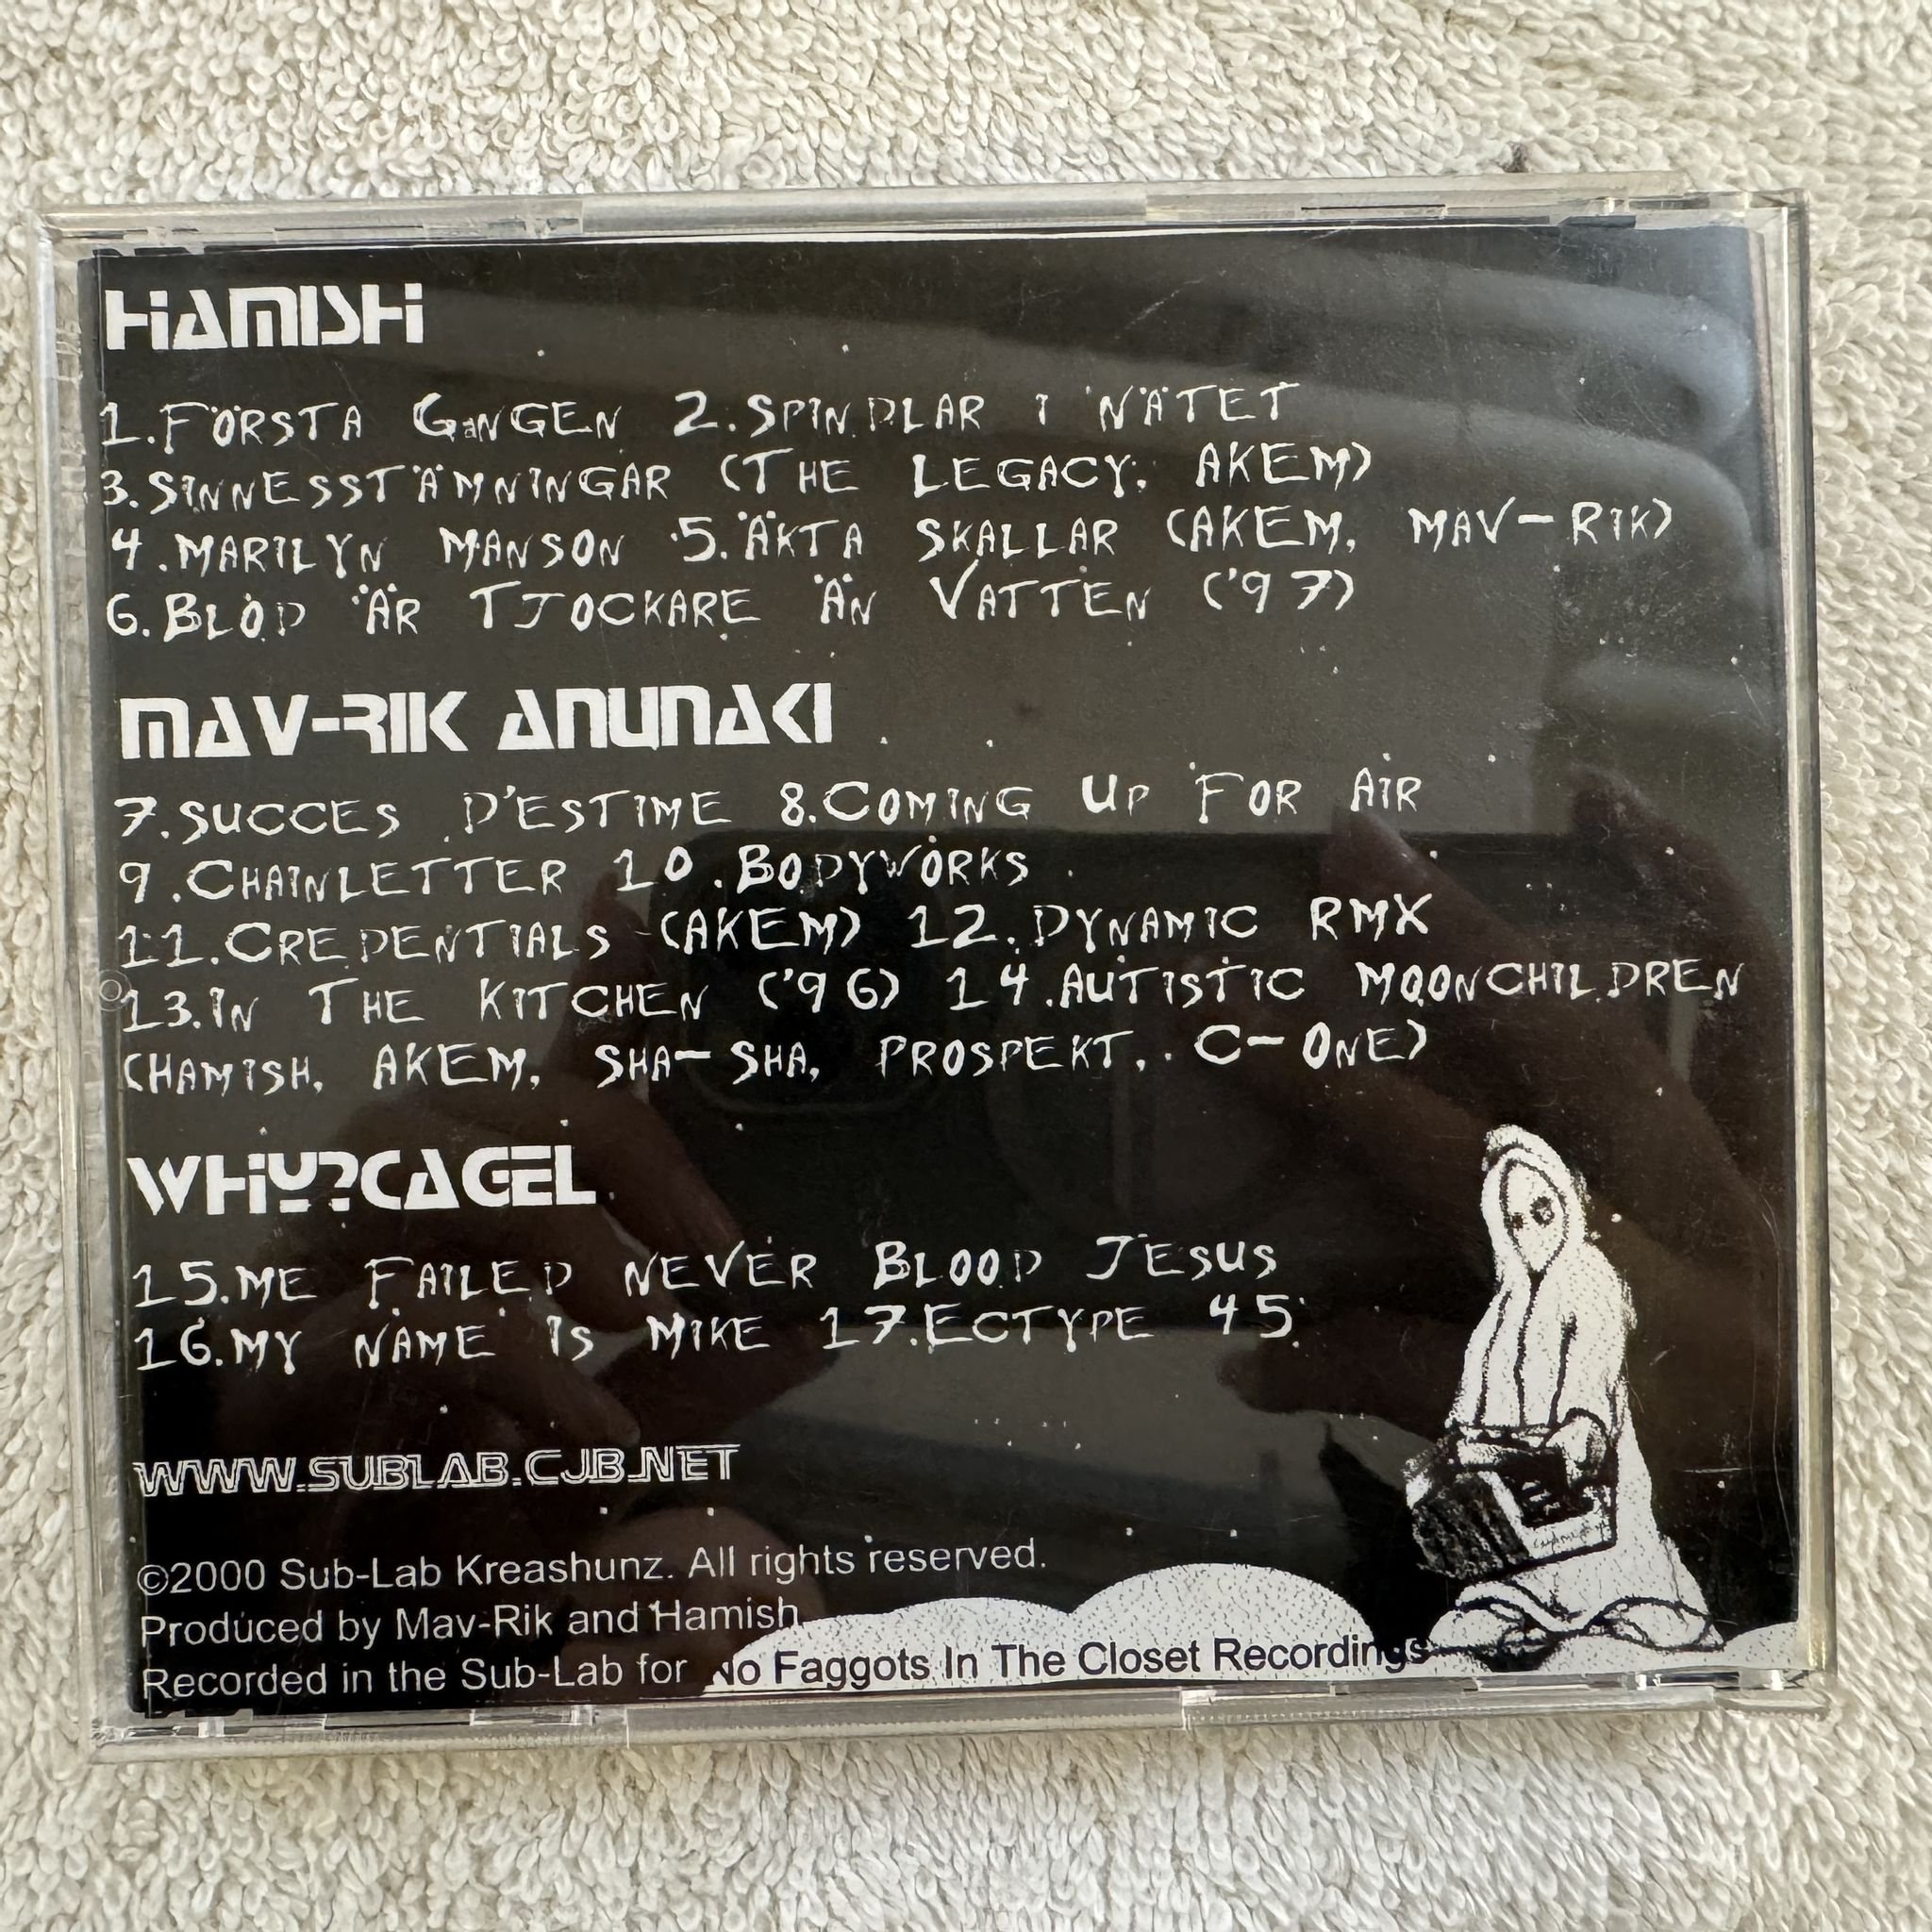 HAMISH
1.FÖRSTA GaNGEN 2.SPINDLAR I NÄTET
3.SINNESSTÄMNINGAR (THE LEGACY, AKEM)
4.MARILYN MANSON 5.ÄKTA SKALLAR (AKEM, MAV-RIK)
6.BLOD ÄR TJOCKARE ÄN VATTEN ('97)
MAV-RIK ANUNAKI
7.SUCCES D'ESTIME 8.COMING UP FOR AIR
9.CHAINLETTER 10.BODYWORKS
11.CREDENTIALS (AKEM) 12.DYNAMIC RMX
13.IN THE KITCHEN ('96) 14.AUTISTIC MOONCHILDREN
(HAMISH, AKEM, SHA-SHA, PROSPEKT, C-ONE)
WHY?CAGEL
15.ME FAILED NEVER BLOOD JESUS
16.MY NAME IS MIKE 17.ECTYPE 45
WWW.SUBLAB.CJB.NET
©2000 Sub-Lab Kreashunz. All rights reserved.
Produced by Mav-Rik and Hamish
Recorded in the Sub-Lab for No Faggots In The Closet Recordings